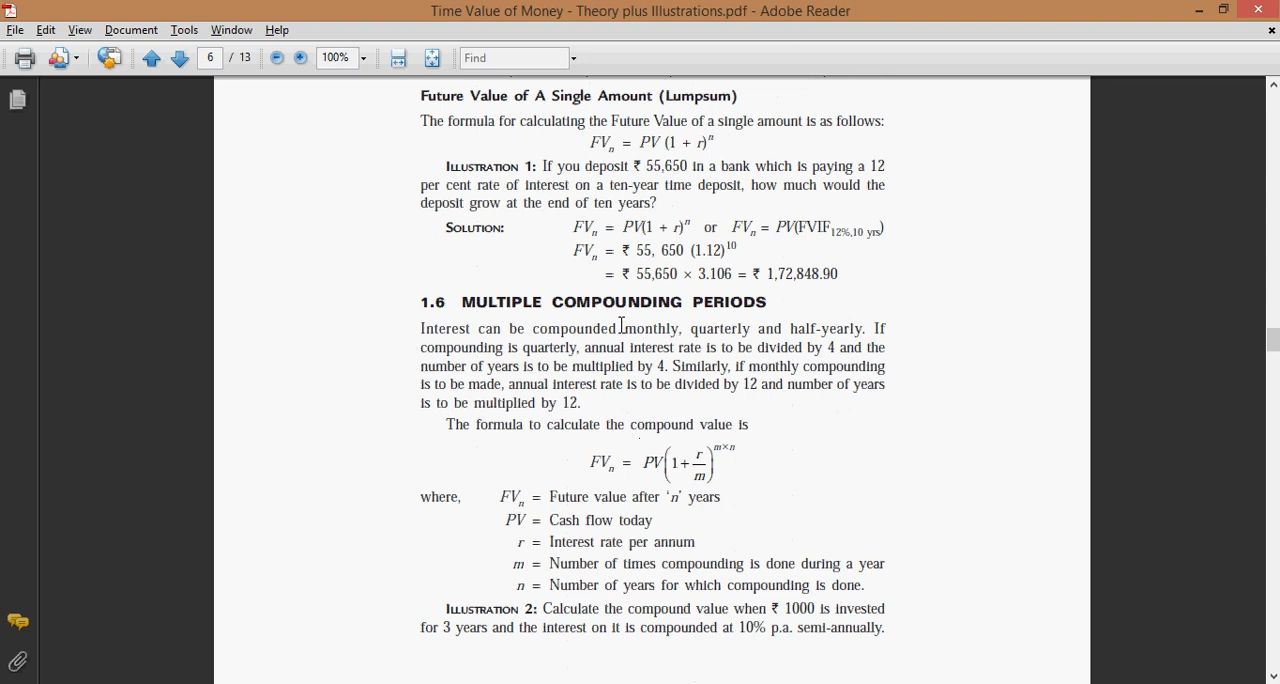 Time Value of Money - Theory plus Illustrations.pdf - Adobe Reader
File Edit View Document Tools Window Help
6 / 13 100% Find
Future Value of A Single Amount (Lumpsum)
The formula for calculating the Future Value of a single amount is as follows:
FVₙ = PV (1 + r)ⁿ
ILLUSTRATION 1: If you deposit ₹ 55,650 in a bank which is paying a 12
per cent rate of interest on a ten-year time deposit, how much would the
deposit grow at the end of ten years?
SOLUTION: FVₙ = PV(1 + r)ⁿ or FVₙ = PV(FVIF₁₂%,₁₀ yrs)
FVₙ = ₹ 55, 650 (1.12)¹⁰
= ₹ 55,650 × 3.106 = ₹ 1,72,848.90
1.6 MULTIPLE COMPOUNDING PERIODS
Interest can be compounded monthly, quarterly and half-yearly. If
compounding is quarterly, annual interest rate is to be divided by 4 and the
number of years is to be multiplied by 4. Similarly, if monthly compounding
is to be made, annual interest rate is to be divided by 12 and number of years
is to be multiplied by 12.
The formula to calculate the compound value is
FVₙ = PV(1 + r/m)^(m×n)
where, FVₙ = Future value after 'n' years
PV = Cash flow today
r = Interest rate per annum
m = Number of times compounding is done during a year
n = Number of years for which compounding is done.
ILLUSTRATION 2: Calculate the compound value when ₹ 1000 is invested
for 3 years and the interest on it is compounded at 10% p.a. semi-annually.